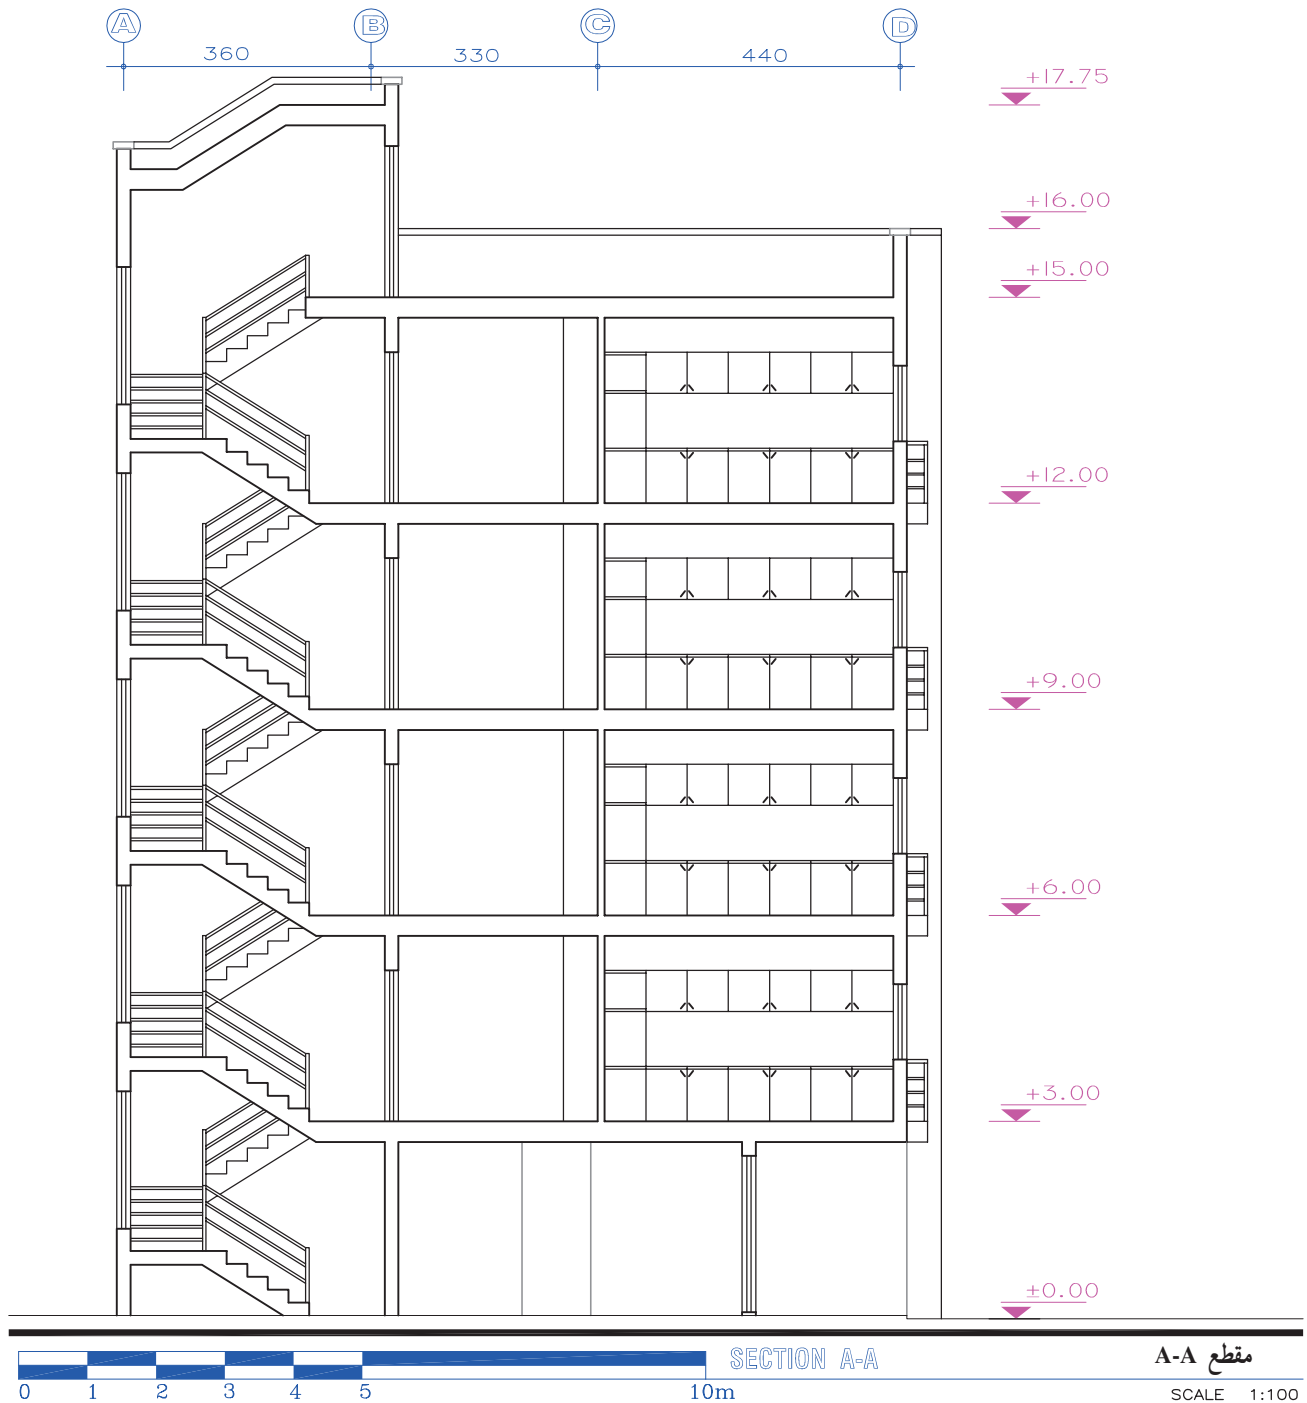 A B C D
360 330 440
+17.75
+16.00
+15.00
+12.00
+9.00
+6.00
+3.00
±0.00
SECTION A-A
مقطع A-A
0 1 2 3 4 5 10m
SCALE 1:100